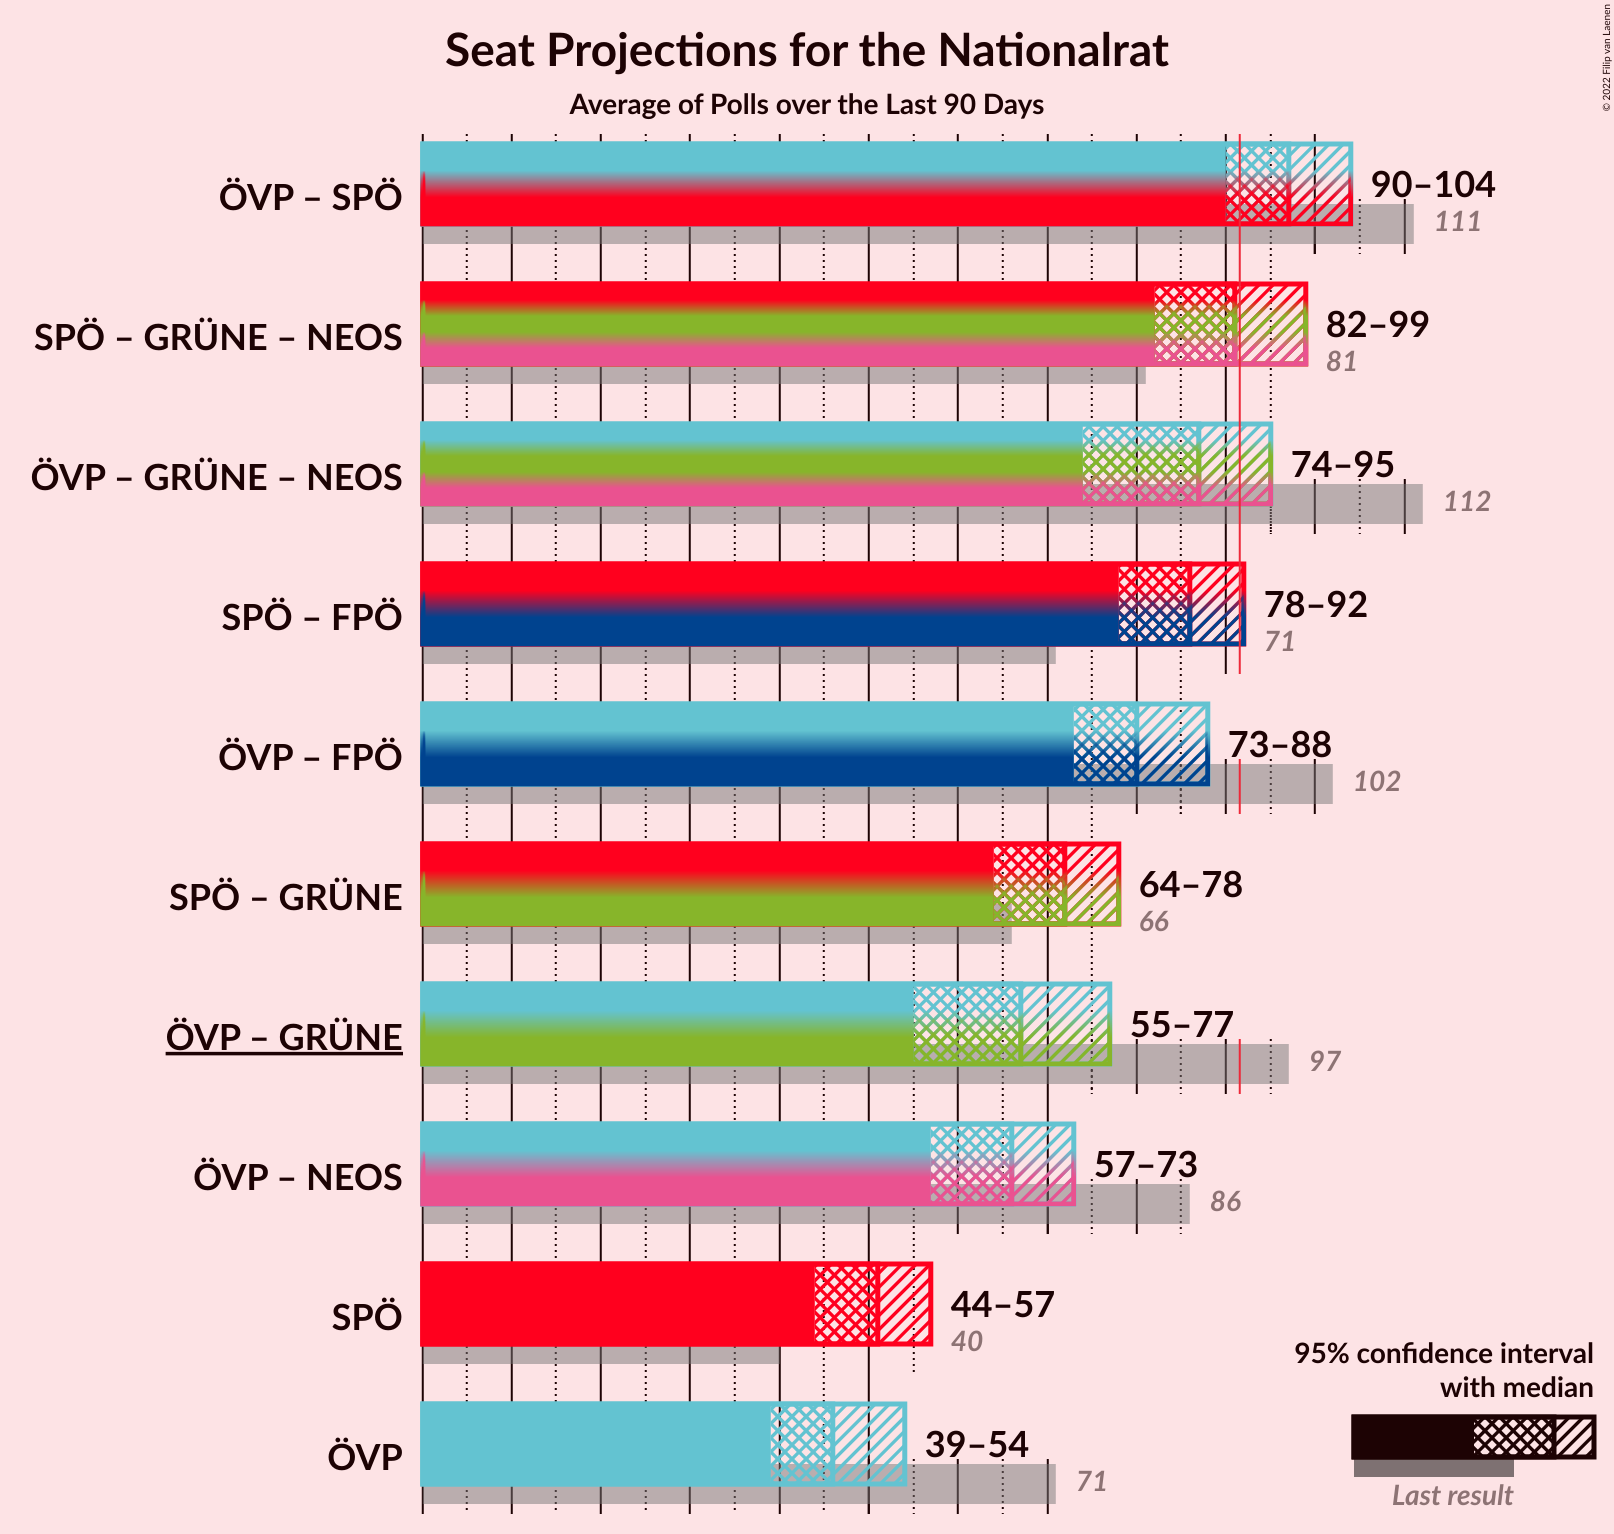 Seat Projections for the Nationalrat
Average of Polls over the Last 90 Days
© 2022 Filip van Laenen
ÖVP – SPÖ
90–104
111
SPÖ – GRÜNE – NEOS
82–99
81
ÖVP – GRÜNE – NEOS
74–95
112
SPÖ – FPÖ
78–92
71
ÖVP – FPÖ
73–88
102
SPÖ – GRÜNE
64–78
66
ÖVP – GRÜNE
55–77
97
ÖVP – NEOS
57–73
86
SPÖ
44–57
40
ÖVP
39–54
71
95% confidence interval
with median
Last result